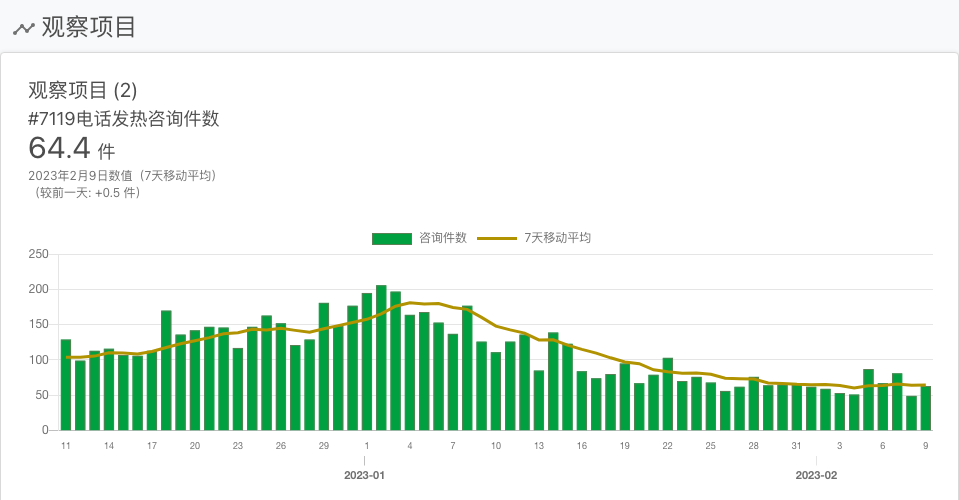 观察项目
观察项目 (2)
#7119电话发热咨询件数
64.4 件
2023年2月9日数值（7天移动平均）
（较前一天: +0.5 件）
咨询件数 7天移动平均
250
200
150
100
50
0
11 14 17 20 23 26 29 1 4 7 10 13 16 19 22 25 28 31 3 6 9
2023-01 2023-02